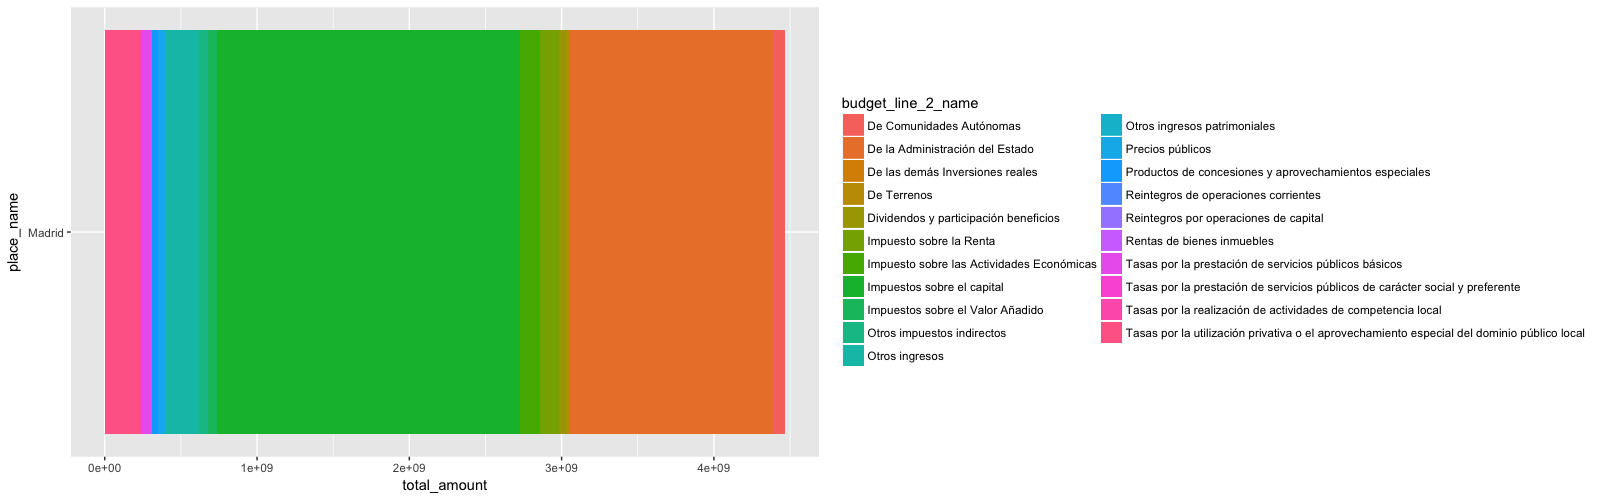 place_name
I Madrid
0e+00 1e+09 2e+09 3e+09 4e+09
total_amount
budget_line_2_name
De Comunidades Autónomas
De la Administración del Estado
De las demás Inversiones reales
De Terrenos
Dividendos y participación beneficios
Impuesto sobre la Renta
Impuesto sobre las Actividades Económicas
Impuestos sobre el capital
Impuestos sobre el Valor Añadido
Otros impuestos indirectos
Otros ingresos
Otros ingresos patrimoniales
Precios públicos
Productos de concesiones y aprovechamientos especiales
Reintegros de operaciones corrientes
Reintegros por operaciones de capital
Rentas de bienes inmuebles
Tasas por la prestación de servicios públicos básicos
Tasas por la prestación de servicios públicos de carácter social y preferente
Tasas por la realización de actividades de competencia local
Tasas por la utilización privativa o el aprovechamiento especial del dominio público local